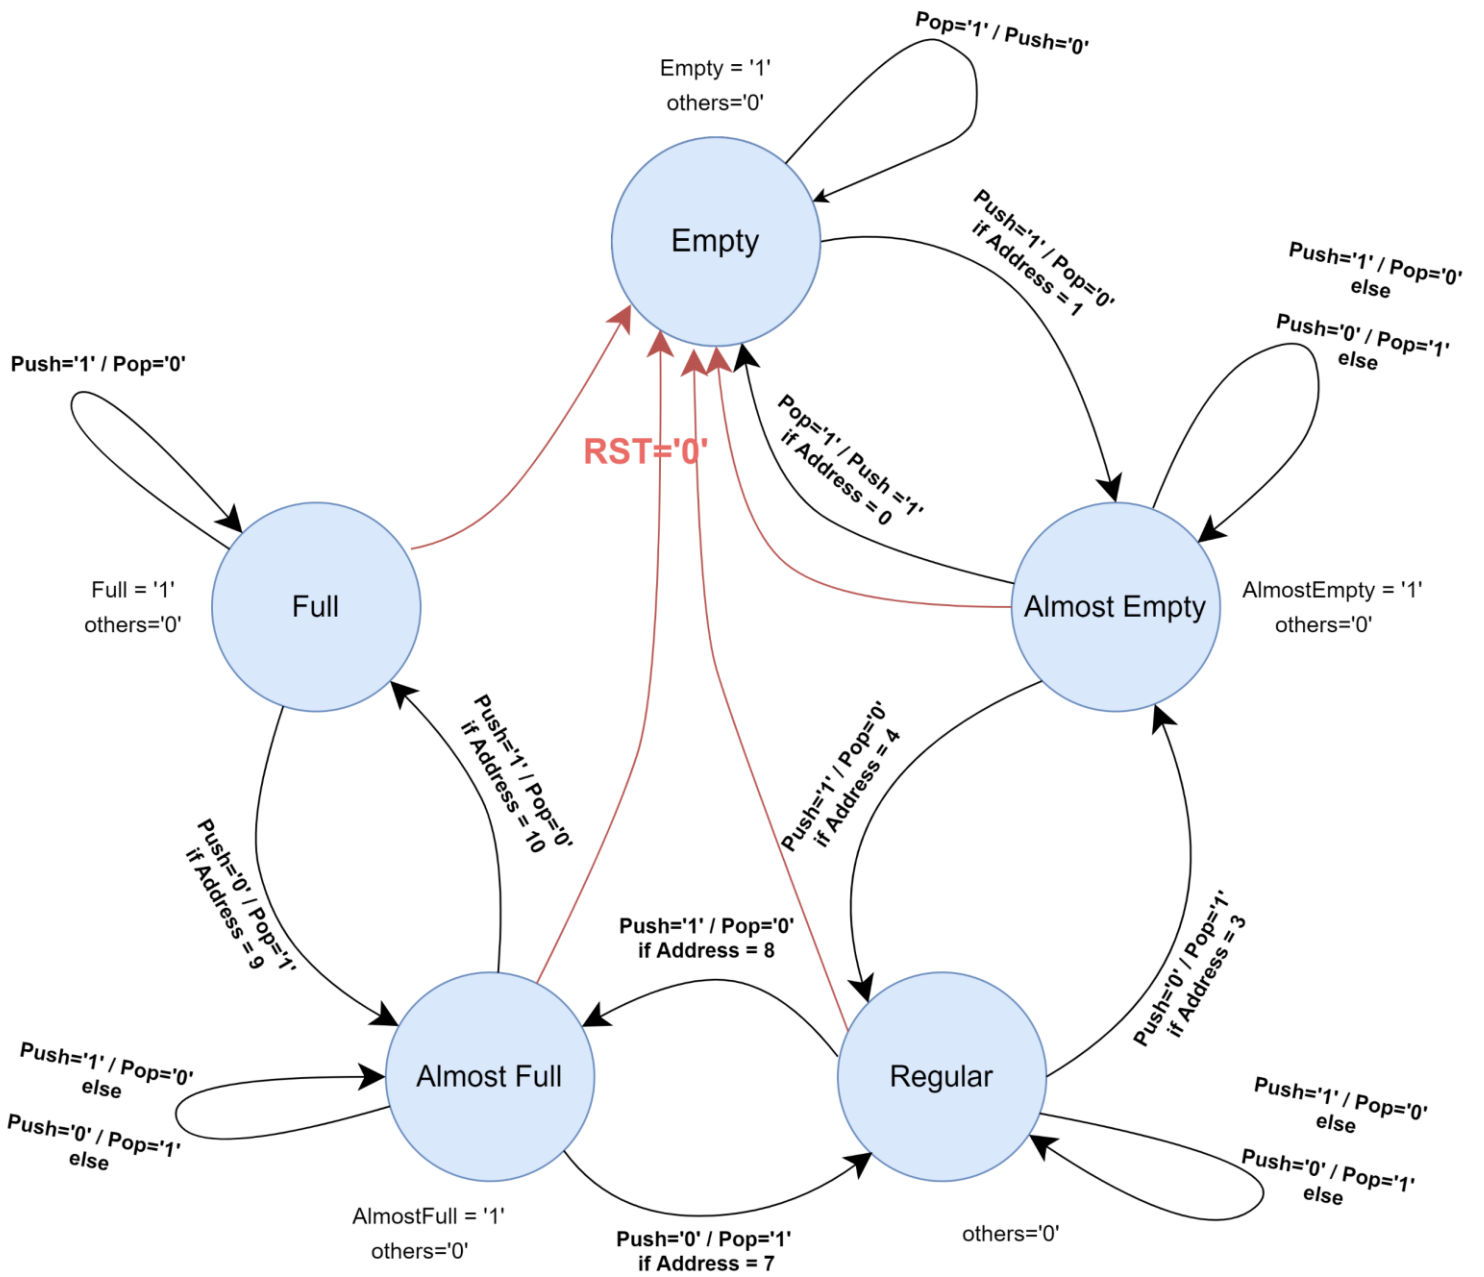 Pop='1' / Push='0'
Empty = '1'
others='0'
Empty
Push='1' / Pop='0'
if Address = 1
Push='1' / Pop='0'
else
Push='0' / Pop='1'
else
Push='1' / Pop='0'
RST='0'
Pop='1' / Push ='1'
if Address = 0
Full = '1'
others='0'
Full
Almost Empty
AlmostEmpty = '1'
others='0'
Push='1' / Pop='0'
if Address = 10
Push='1' / Pop='0'
if Address = 4
Push='0' / Pop='1'
if Address = 9
Push='1' / Pop='0'
if Address = 8
Push='0' / Pop='1'
if Address = 3
Push='1' / Pop='0'
else
Push='0' / Pop='1'
else
Almost Full
Regular
Push='1' / Pop='0'
else
Push='0' / Pop='1'
else
AlmostFull = '1'
others='0'
Push='0' / Pop='1'
if Address = 7
others='0'